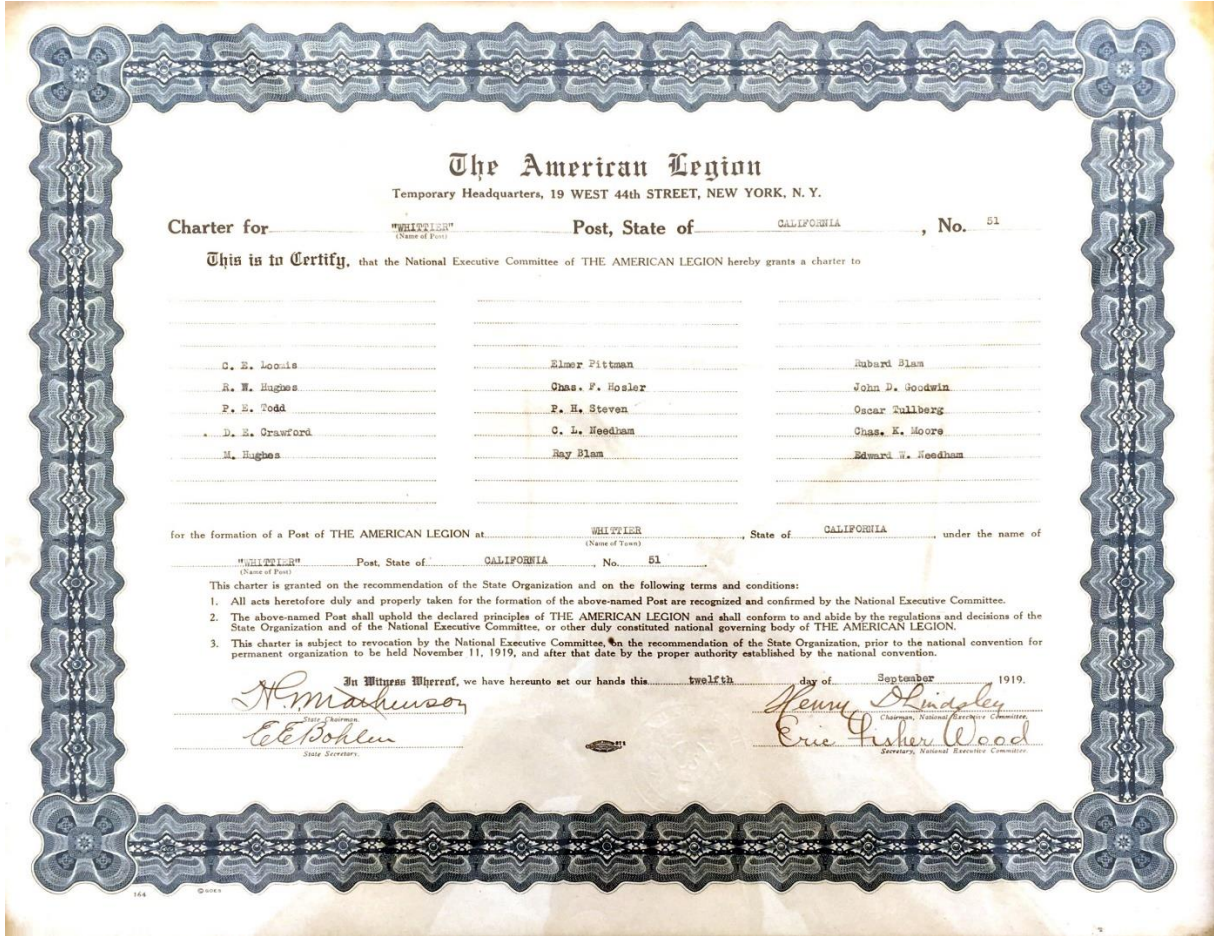 The American Legion
Temporary Headquarters, 19 WEST 44th STREET, NEW YORK, N. Y.
Charter for "WHITTIER" Post, State of CALIFORNIA, No. 51
(Name of Post)
This is to Certify, that the National Executive Committee of THE AMERICAN LEGION hereby grants a charter to
C. E. Loomis Elmer Pittman Rubard Blam
R. W. Hughes Chas. F. Hosler John D. Goodwin
P. E. Todd P. H. Steven Oscar Tullberg
D. E. Crawford C. L. Needham Chas. K. Moore
M. Hughes Ray Blam Edward W. Needham
for the formation of a Post of THE AMERICAN LEGION at WHITTIER, State of CALIFORNIA, under the name of
(Name of Town)
"WHITTIER" Post, State of CALIFORNIA, No. 51.
(Name of Post)
This charter is granted on the recommendation of the State Organization and on the following terms and conditions:
1. All acts heretofore duly and properly taken for the formation of the above-named Post are recognized and confirmed by the National Executive Committee.
2. The above-named Post shall uphold the declared principles of THE AMERICAN LEGION and shall conform to and abide by the regulations and decisions of the
State Organization and of the National Executive Committee, or other duly constituted national governing body of THE AMERICAN LEGION.
3. This charter is subject to revocation by the National Executive Committee, on the recommendation of the State Organization, prior to the national convention for
permanent organization to be held November 11, 1919, and after that date by the proper authority established by the national convention.
In Witness Whereof, we have hereunto set our hands this twelfth day of September 1919.
Henry D Lindsley
State Chairman. Chairman, National Executive Committee.
E E Bohlen Eric Fisher Wood
State Secretary. Secretary, National Executive Committee.
164 © GOES